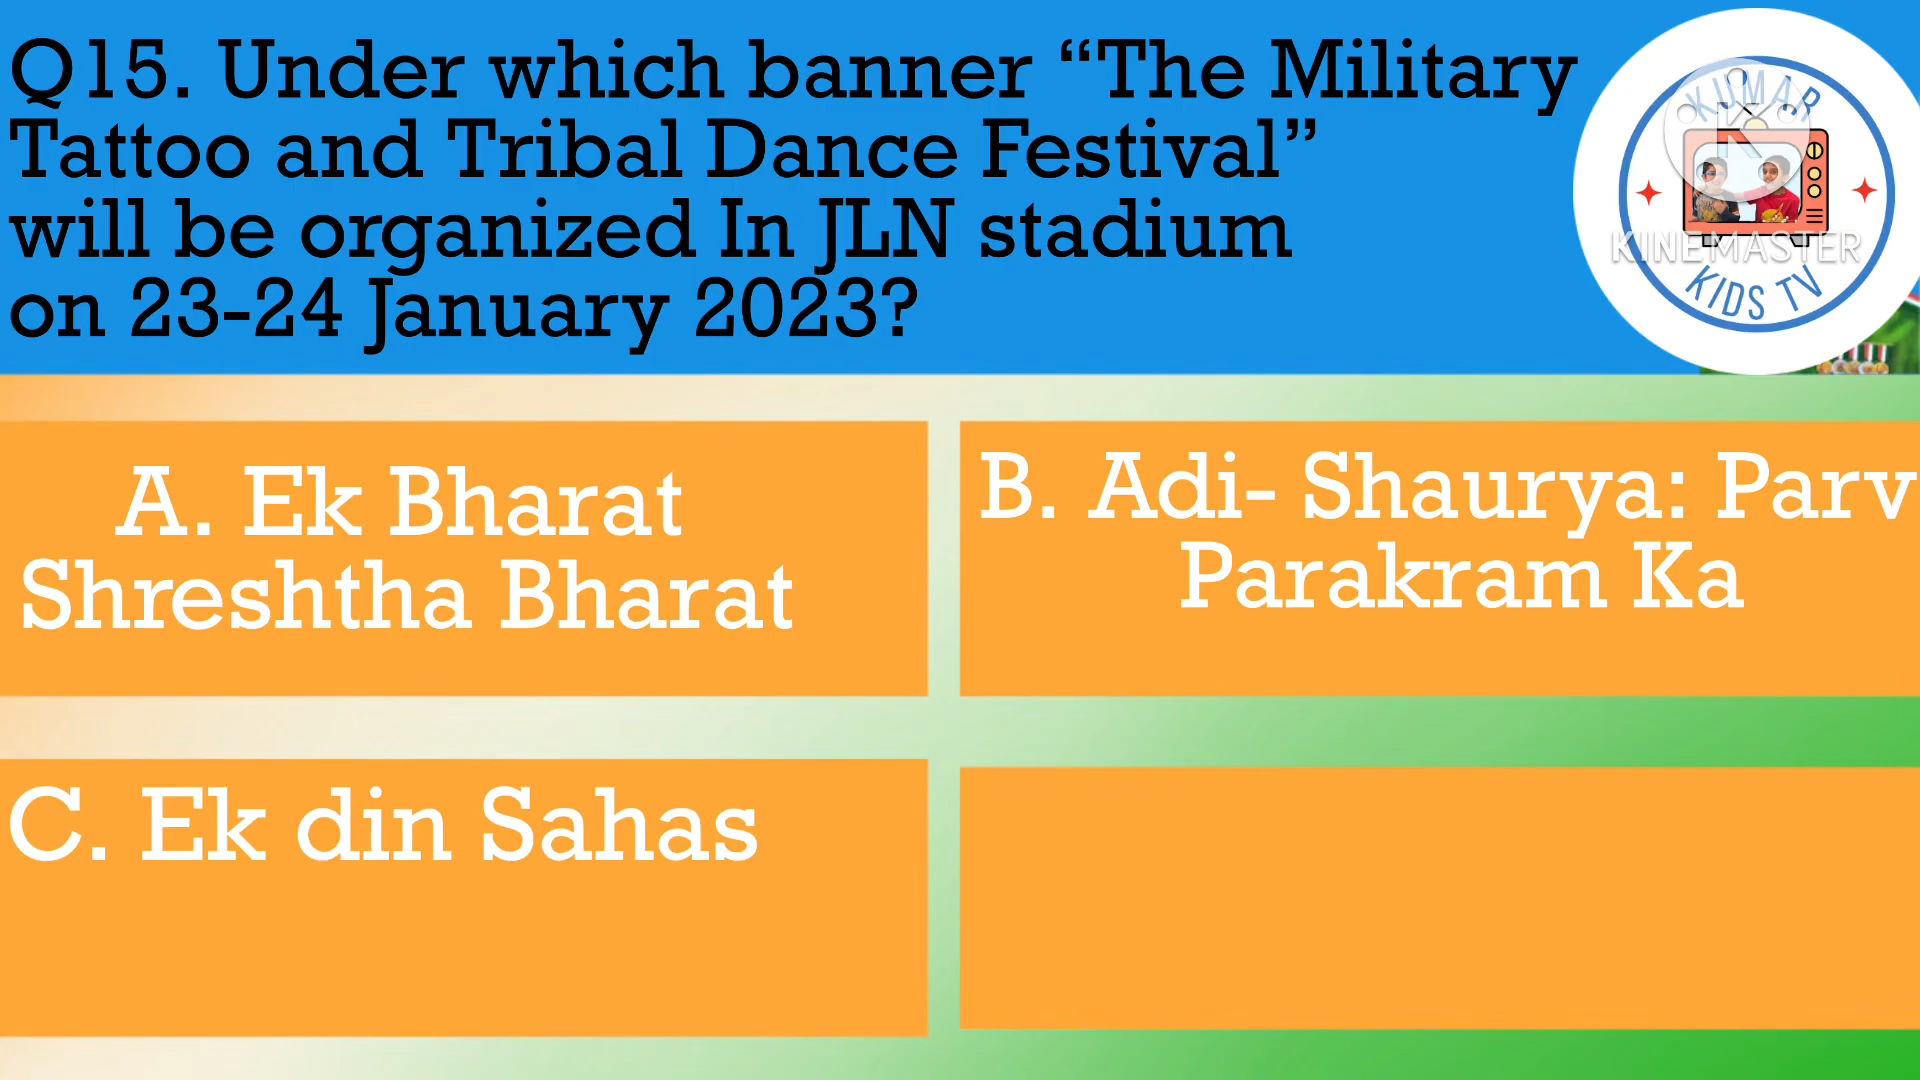 Q15. Under which banner “The Military
Tattoo and Tribal Dance Festival”
will be organized In JLN stadium
on 23-24 January 2023?
KUMAR
KINEMASTER
KIDS TV
A. Ek Bharat
Shreshtha Bharat
B. Adi- Shaurya: Parv
Parakram Ka
C. Ek din Sahas